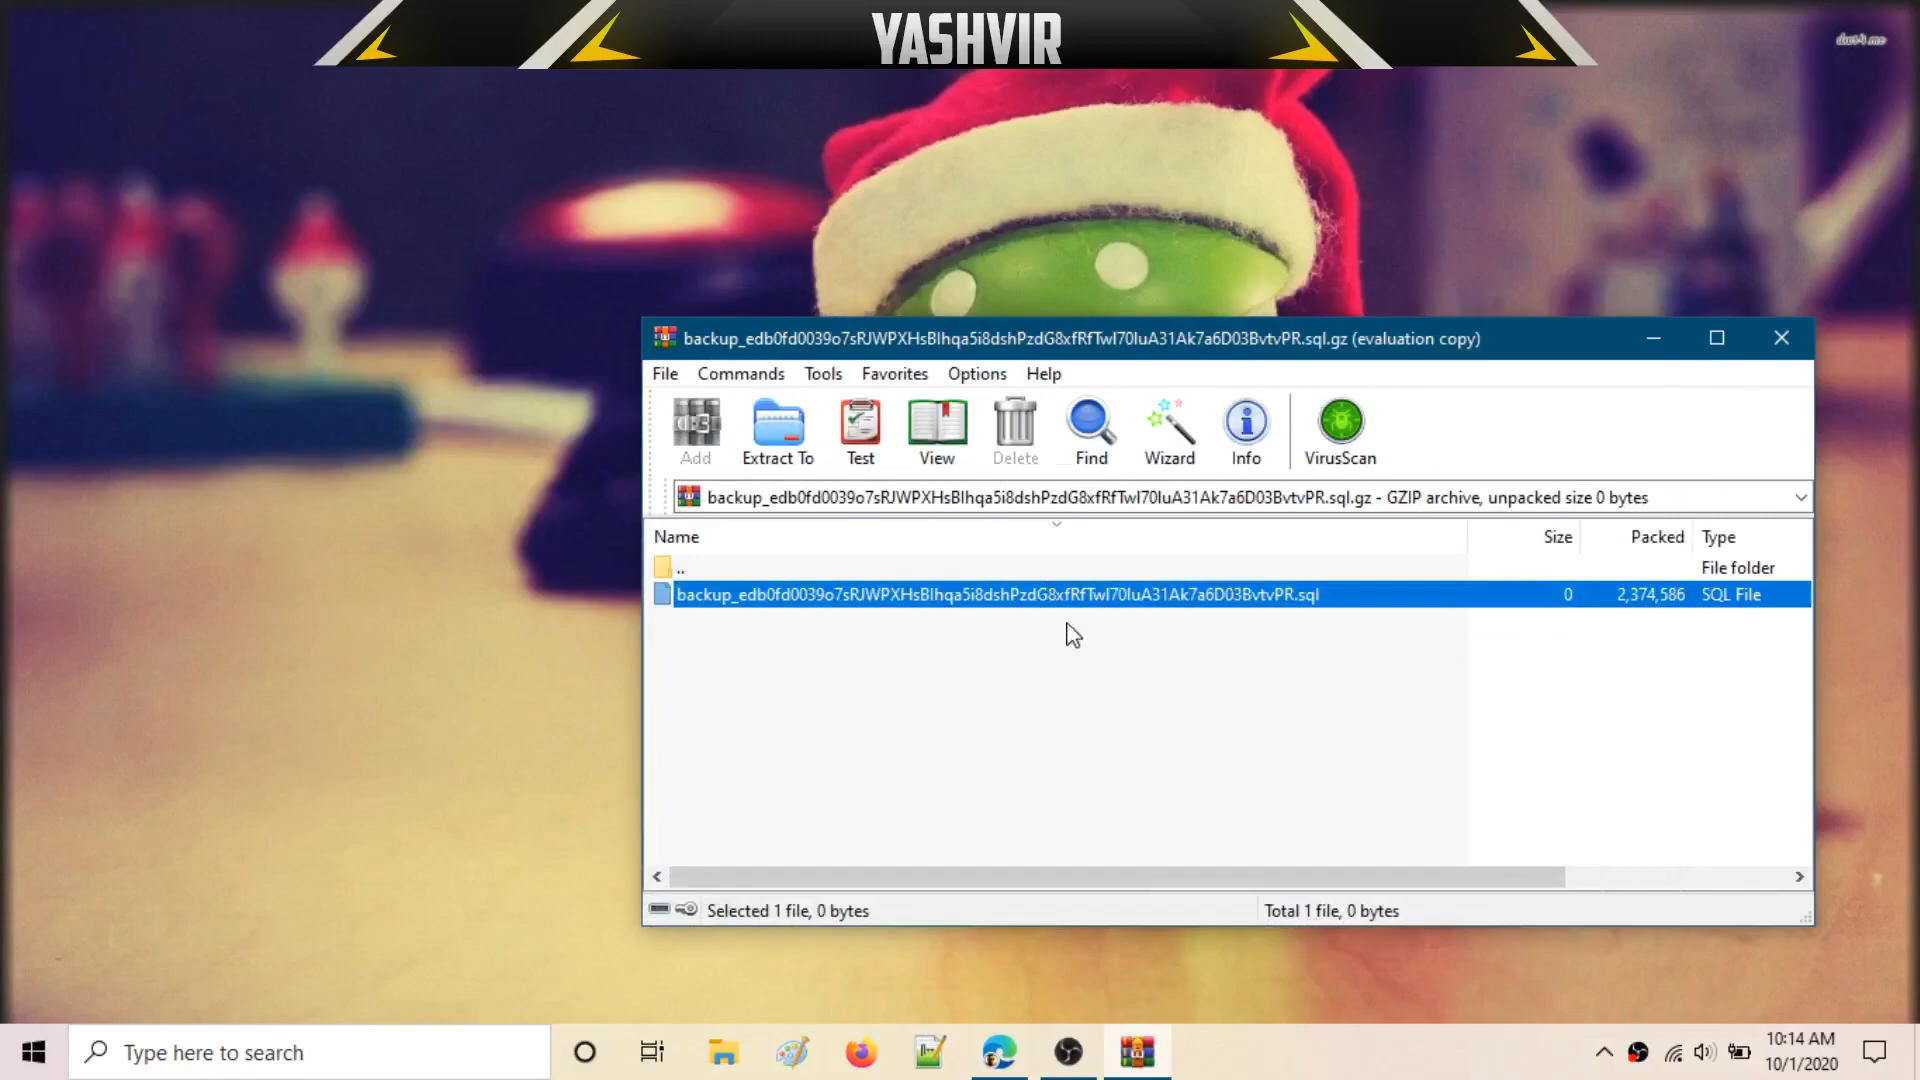 YASHVIR
backup_edb0fd0039o7sRJWPXHsBlhqa5i8dshPzdG8xfRfTwl70luA31Ak7a6D03BvtvPR.sql.gz (evaluation copy)
File Commands Tools Favorites Options Help
Add Extract To Test View Delete Find Wizard Info VirusScan
backup_edb0fd0039o7sRJWPXHsBlhqa5i8dshPzdG8xfRfTwl70luA31Ak7a6D03BvtvPR.sql.gz - GZIP archive, unpacked size 0 bytes
Name Size Packed Type
.. File folder
backup_edb0fd0039o7sRJWPXHsBlhqa5i8dshPzdG8xfRfTwl70luA31Ak7a6D03BvtvPR.sql 0 2,374,586 SQL File
Selected 1 file, 0 bytes Total 1 file, 0 bytes
Type here to search
10:14 AM
10/1/2020